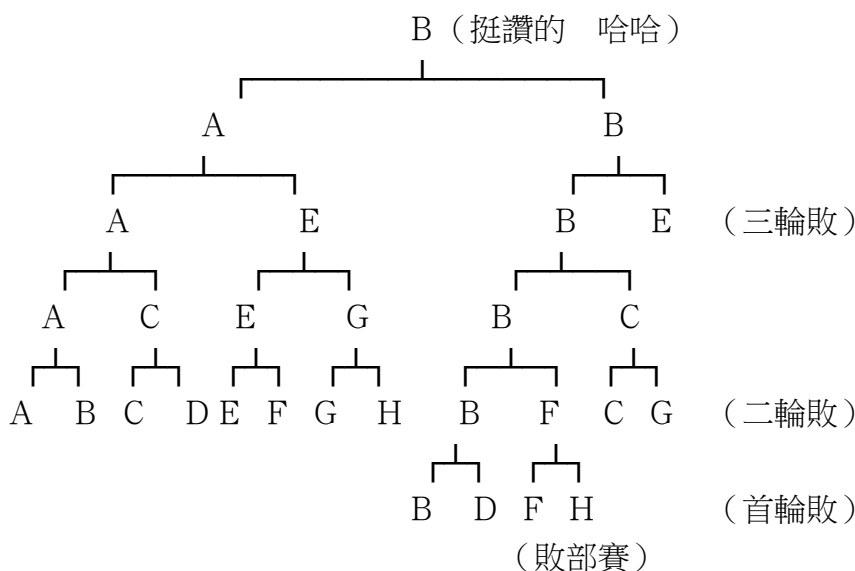 B（挺讚的　哈哈）
A B
A E B E （三輪敗）
A C E G B C
A B C D E F G H B F C G （二輪敗）
B D F H （首輪敗）
（敗部賽）